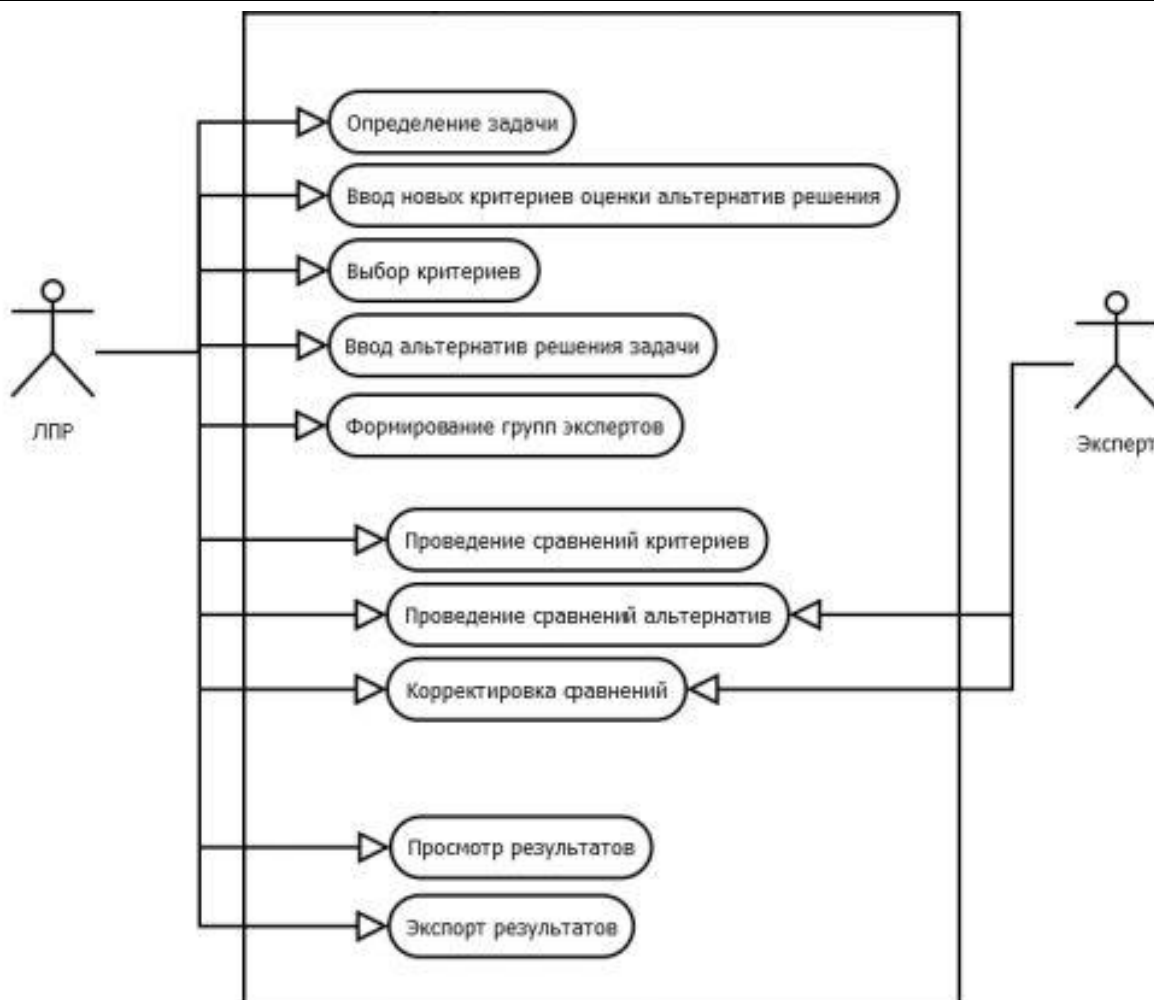 Определение задачи
Ввод новых критериев оценки альтернатив решения
Выбор критериев
Ввод альтернатив решения задачи
Формирование групп экспертов
ЛПР
Эксперт
Проведение сравнений критериев
Проведение сравнений альтернатив
Корректировка сравнений
Просмотр результатов
Экспорт результатов